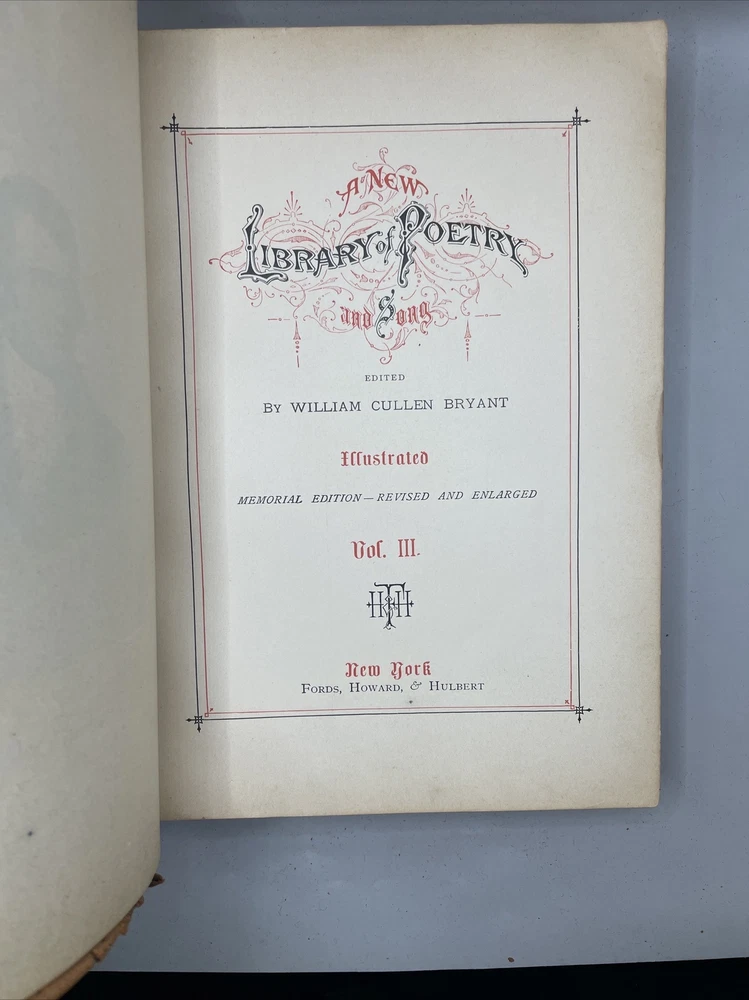 A NEW
LIBRARY of POETRY
and Song
EDITED
BY WILLIAM CULLEN BRYANT
Illustrated
MEMORIAL EDITION — REVISED AND ENLARGED
Vol. III.
New York
FORDS, HOWARD, & HULBERT